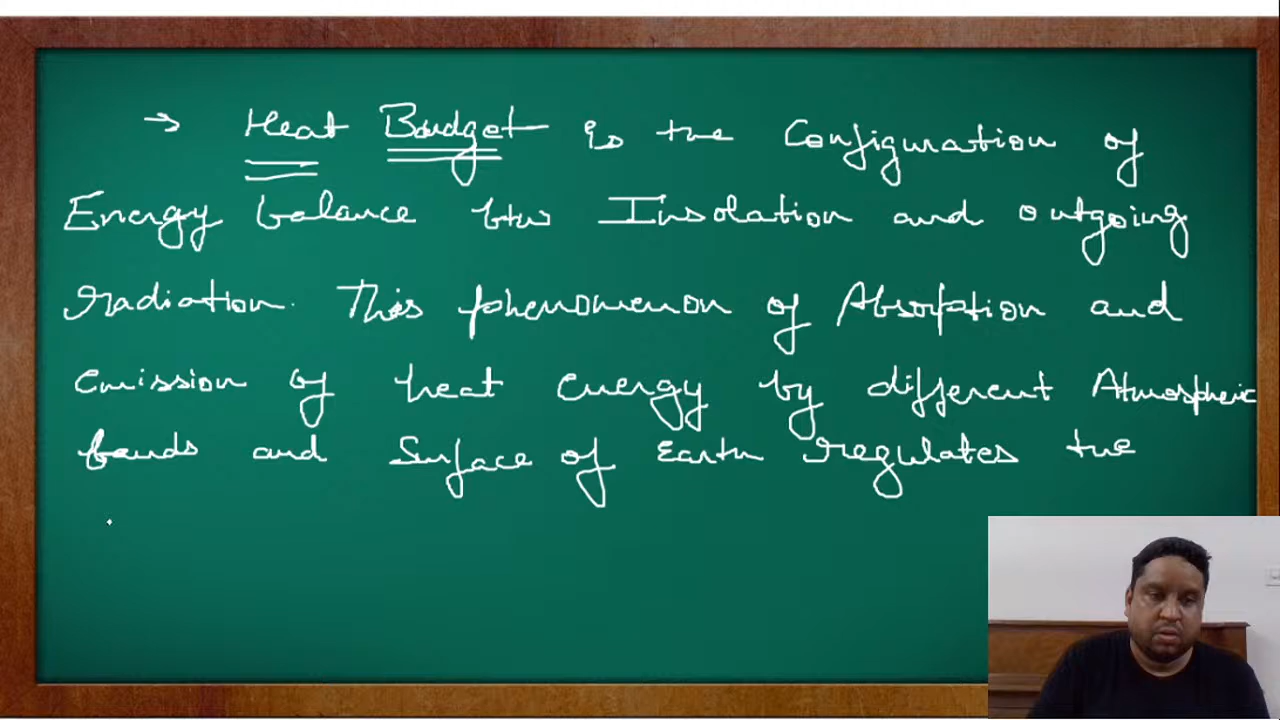 → Heat Budget is the Configuration of
Energy balance btw Insolation and outgoing
radiation. This phenomenon of Absorption and
emission of heat energy by different Atmospheric
bands and Surface of Earth regulates the